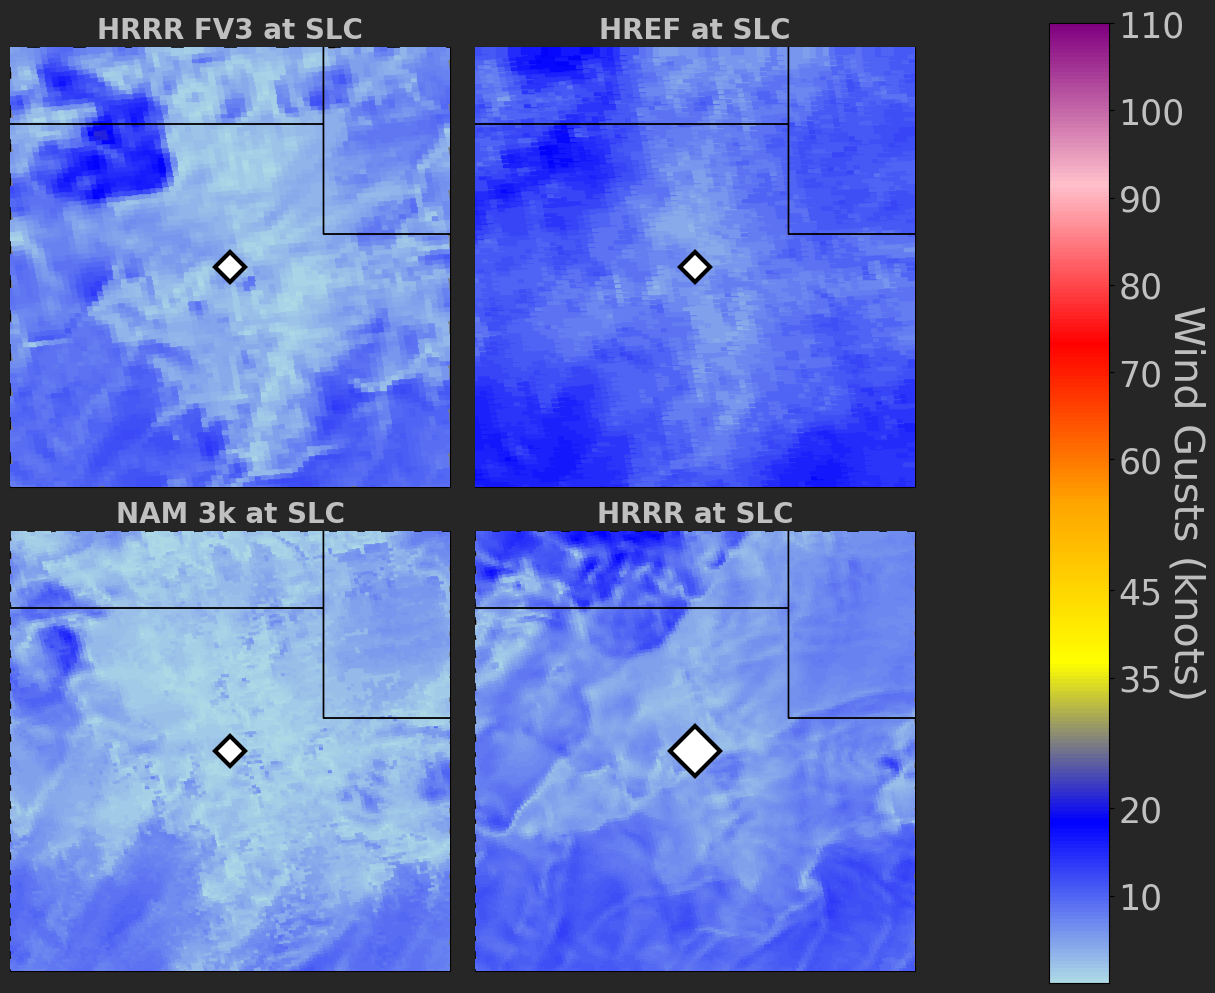 HRRR FV3 at SLC
HREF at SLC
NAM 3k at SLC
HRRR at SLC
110
100
90
80
70
60
45
35
20
10
Wind Gusts (knots)